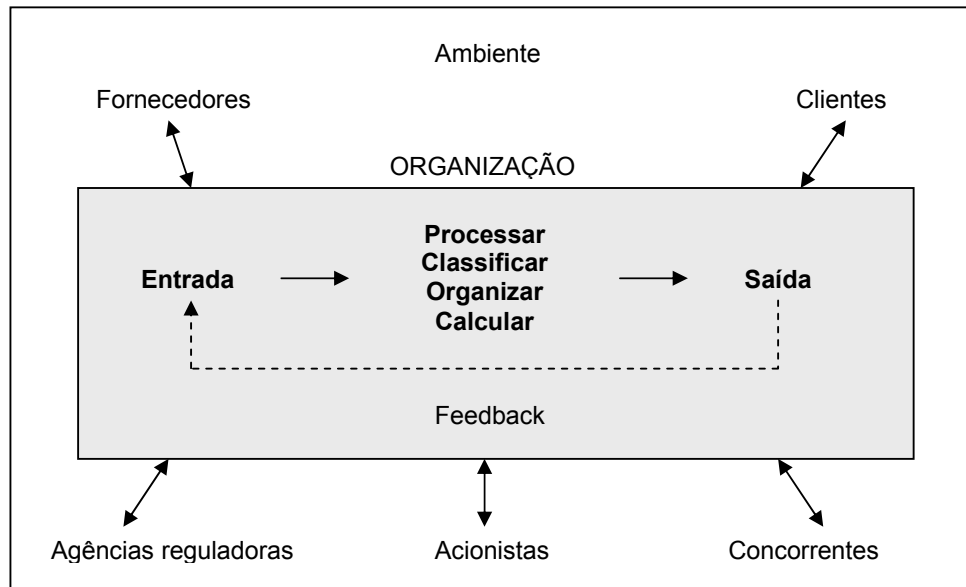 Ambiente
Fornecedores
Clientes
ORGANIZAÇÃO
Processar
Classificar
Organizar
Calcular
Entrada
Saída
Feedback
Agências reguladoras
Acionistas
Concorrentes